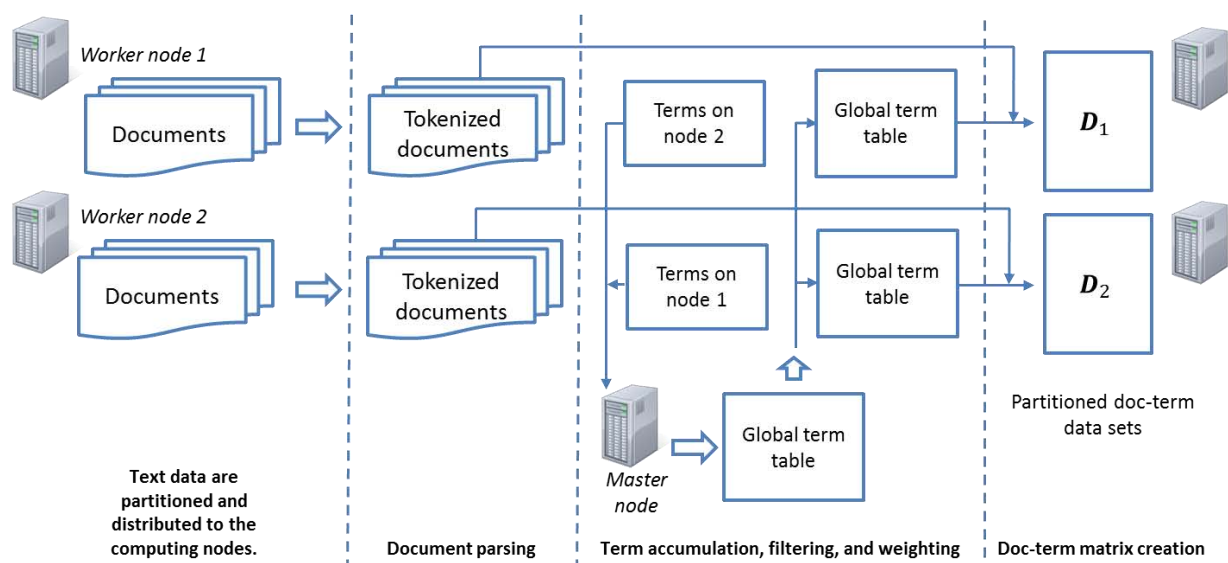 Worker node 1
Documents
Tokenized
documents
Terms on
node 2
Global term
table
D1
Worker node 2
Documents
Tokenized
documents
Terms on
node 1
Global term
table
D2
Master
node
Global term
table
Partitioned doc-term
data sets
Text data are
partitioned and
distributed to the
computing nodes.
Document parsing
Term accumulation, filtering, and weighting
Doc-term matrix creation